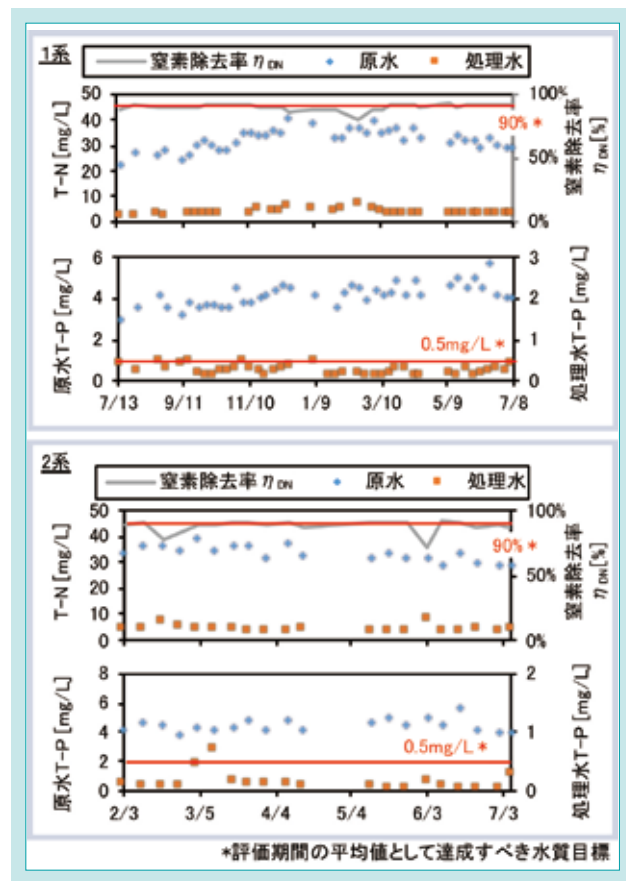 1系
窒素除去率 ηDN 原水 処理水
T-N [mg/L]
50
40
30
20
10
0
100%
50%
0%
90% *
窒素除去率
ηDN[%]
原水T-P [mg/L]
6
4
2
0
3
2
1
0
0.5mg/L *
処理水T-P [mg/L]
7/13 9/11 11/10 1/9 3/10 5/9 7/8
2系
窒素除去率 ηDN 原水 処理水
T-N [mg/L]
50
40
30
20
10
0
100%
50%
0%
90% *
窒素除去率
ηDN[%]
原水T-P [mg/L]
8
6
4
2
0
2
1
0
0.5mg/L *
処理水T-P [mg/L]
2/3 3/5 4/4 5/4 6/3 7/3
*評価期間の平均値として達成すべき水質目標